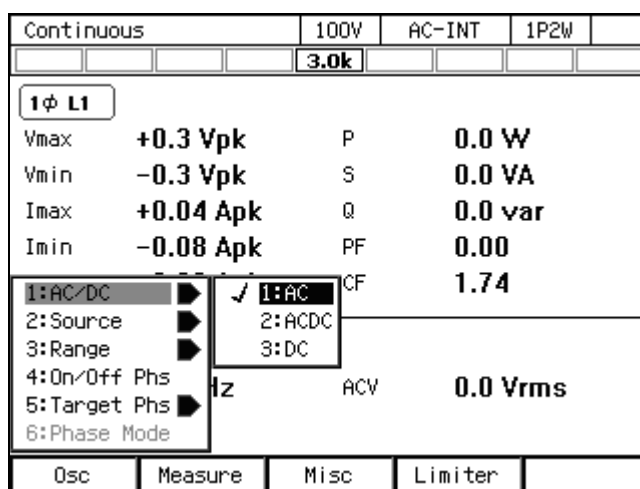 Continuous 100V AC-INT 1P2W
3.0k
1φ L1
Vmax +0.3 Vpk P 0.0 W
Vmin -0.3 Vpk S 0.0 VA
Imax +0.04 Apk Q 0.0 var
Imin -0.08 Apk PF 0.00
CF 1.74
1:AC/DC ✓ 1:AC
2:Source 2:ACDC
3:Range 3:DC
4:On/Off Phs
Hz ACV 0.0 Vrms
5:Target Phs
6:Phase Mode
Osc Measure Misc Limiter